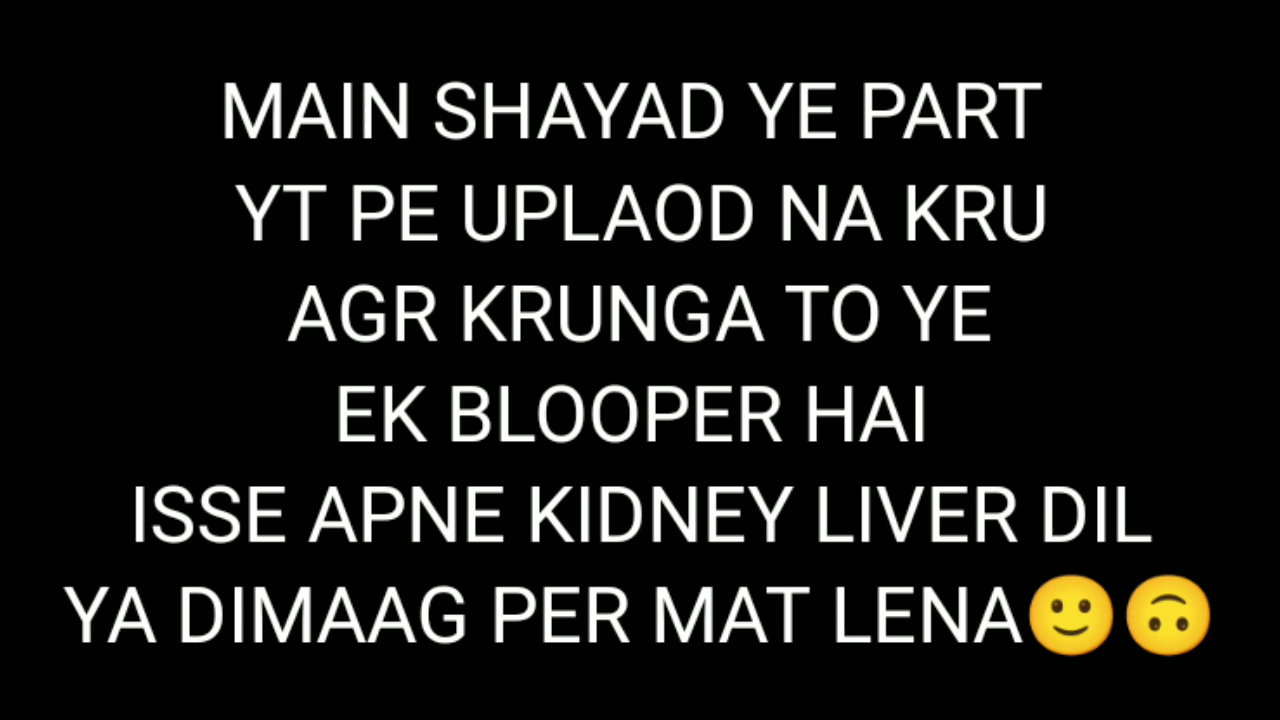 MAIN SHAYAD YE PART
YT PE UPLAOD NA KRU
AGR KRUNGA TO YE
EK BLOOPER HAI
ISSE APNE KIDNEY LIVER DIL
YA DIMAAG PER MAT LENA🙂🙃